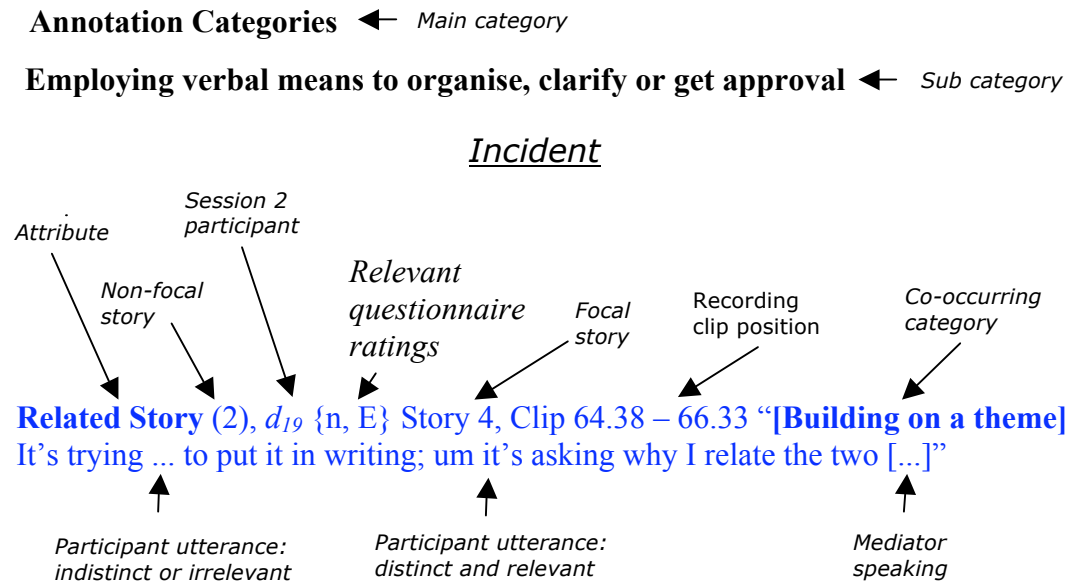 Annotation Categories Main category
Employing verbal means to organise, clarify or get approval Sub category
Incident
Attribute
Non-focal
story
Session 2
participant
Relevant
questionnaire
ratings
Focal
story
Recording
clip position
Co-occurring
category
Related Story (2), d19 {n, E} Story 4, Clip 64.38 – 66.33 “[Building on a theme]
It’s trying ... to put it in writing; um it’s asking why I relate the two [...]”
Participant utterance:
indistinct or irrelevant
Participant utterance:
distinct and relevant
Mediator
speaking